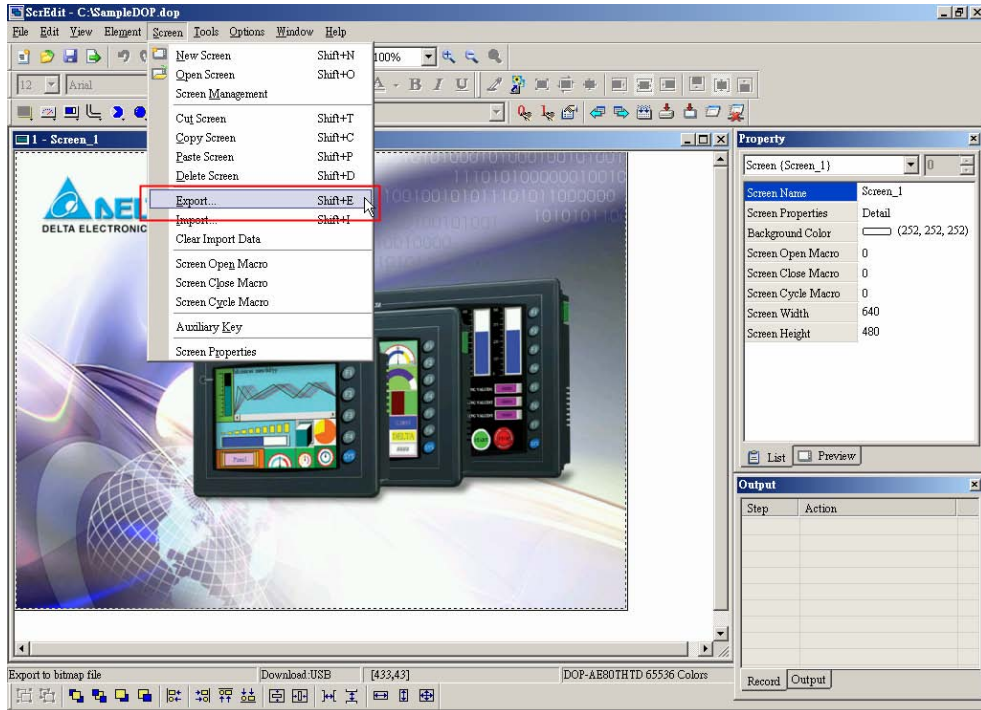 ScrEdit - C:\SampleDOP.dop
File Edit View Element Screen Tools Options Window Help
New Screen Shift+N
Open Screen Shift+O
Screen Management
Cut Screen Shift+T
Copy Screen Shift+C
Paste Screen Shift+P
Delete Screen Shift+D
Export... Shift+E
Import... Shift+I
Clear Import Data
Screen Open Macro
Screen Close Macro
Screen Cycle Macro
Auxiliary Key
Screen Properties
100%
12 Arial
A B I U
1 - Screen_1
DELTA ELECTRONIC
DELTA
START
Property
Screen {Screen_1} 0
Screen Name Screen_1
Screen Properties Detail
Background Color (252, 252, 252)
Screen Open Macro 0
Screen Close Macro 0
Screen Cycle Macro 0
Screen Width 640
Screen Height 480
List Preview
Output
Step Action
Record Output
Export to bitmap file Download:USB [433,43] DOP-AE80THTD 65536 Colors